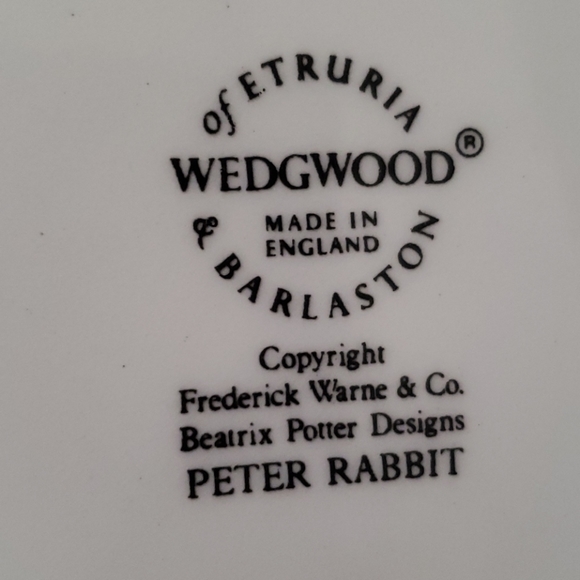 of ETRURIA
WEDGWOOD®
MADE IN
ENGLAND
& BARLASTON
Copyright
Frederick Warne & Co.
Beatrix Potter Designs
PETER RABBIT